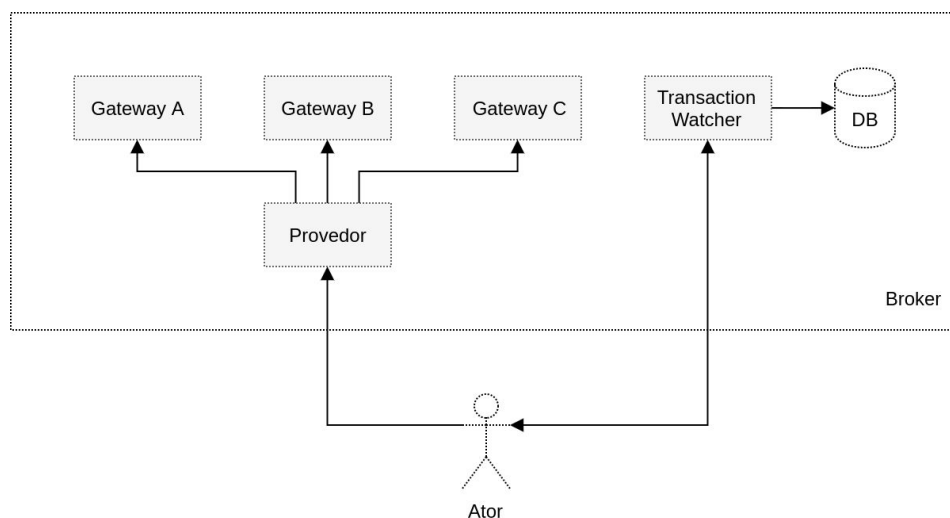 Gateway A
Gateway B
Gateway C
Transaction
Watcher
DB
Provedor
Broker
Ator